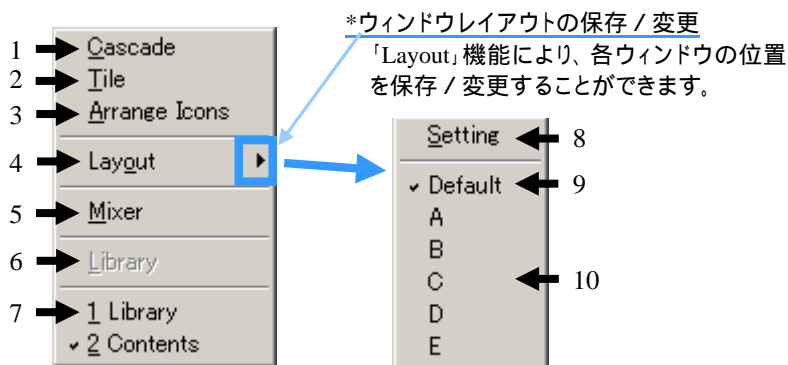 *ウィンドウレイアウトの保存 / 変更
「Layout」機能により、各ウィンドウの位置
を保存 / 変更することができます。
1 Cascade
2 Tile
3 Arrange Icons
4 Layout
5 Mixer
6 Library
7 1 Library
2 Contents
Setting 8
Default 9
A
B
C 10
D
E